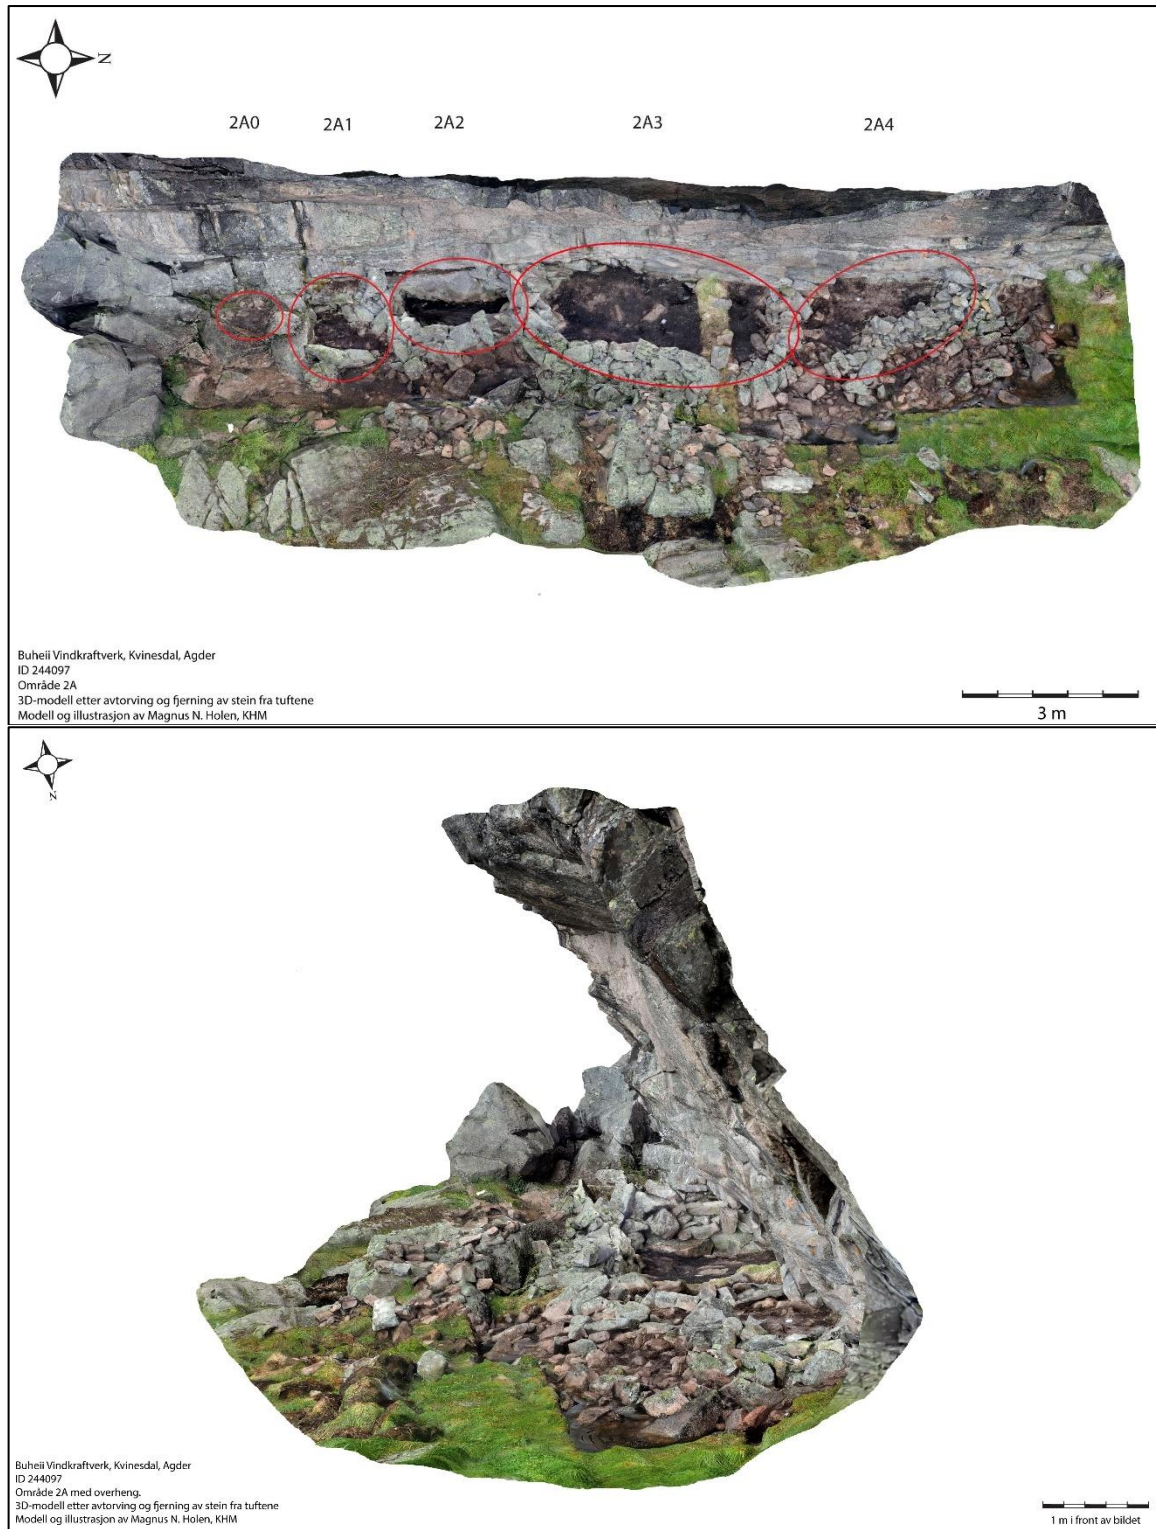 N
2A0 2A1 2A2 2A3 2A4
Buheii Vindkraftverk, Kvinesdal, Agder
ID 244097
Område 2A
3D-modell etter avtorving og fjerning av stein fra tuftene
Modell og illustrasjon av Magnus N. Holen, KHM
3 m
N
Buheii Vindkraftverk, Kvinesdal, Agder
ID 244097
Område 2A med overheng.
3D-modell etter avtorving og fjerning av stein fra tuftene
Modell og illustrasjon av Magnus N. Holen, KHM
1 m i front av bildet